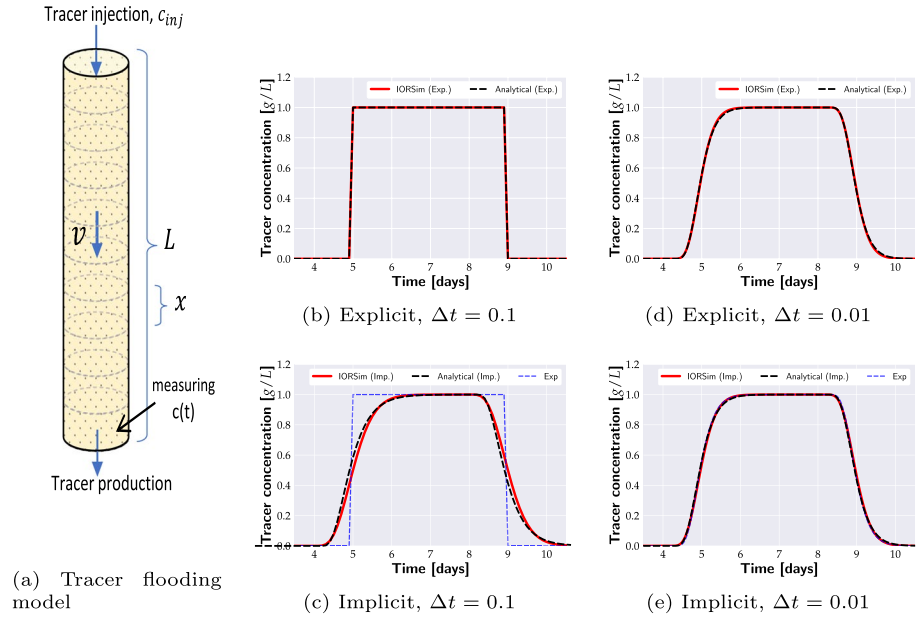 Tracer injection, c_inj
v
L
x
measuring
c(t)
Tracer production
(a) Tracer flooding
model
Tracer concentration [g/L]
1.2
1.0
0.8
0.6
0.4
0.2
0.0
IORSim (Exp.) Analytical (Exp.)
4 5 6 7 8 9 10
Time [days]
(b) Explicit, Δt = 0.1
Tracer concentration [g/L]
1.2
1.0
0.8
0.6
0.4
0.2
0.0
IORSim (Exp.) Analytical (Exp.)
4 5 6 7 8 9 10
Time [days]
(d) Explicit, Δt = 0.01
Tracer concentration [g/L]
1.2
1.0
0.8
0.6
0.4
0.2
0.0
IORSim (Imp.) Analytical (Imp.) Exp
4 5 6 7 8 9 10
Time [days]
(c) Implicit, Δt = 0.1
Tracer concentration [g/L]
1.2
1.0
0.8
0.6
0.4
0.2
0.0
IORSim (Imp.) Analytical (Imp.) Exp
4 5 6 7 8 9 10
Time [days]
(e) Implicit, Δt = 0.01